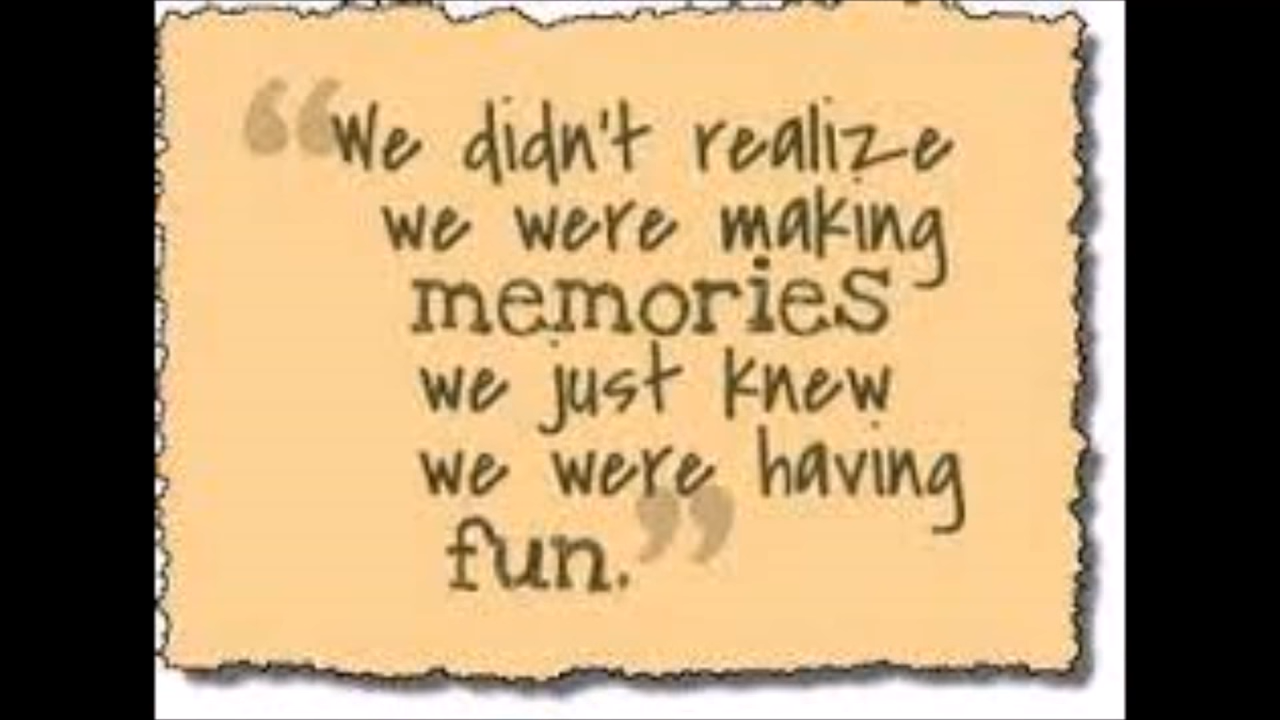 “We didn't realize
we were making
memories
we just knew
we were having
fun.”